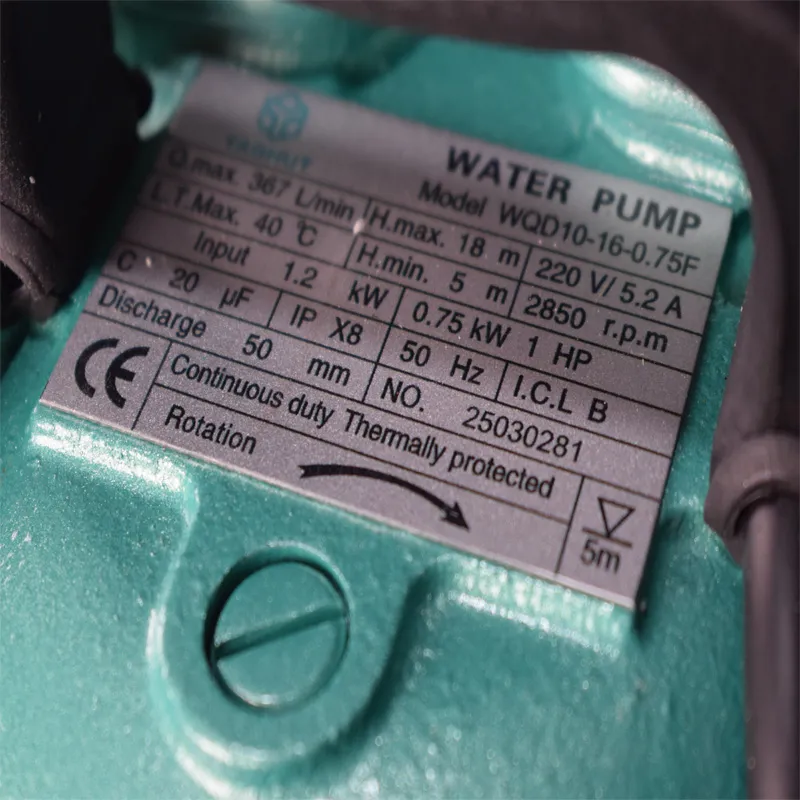 WATER PUMP
Model WQD10-16-0.75F
Q.max. 367 L/min H.max. 18 m 220 V/ 5.2 A
L.T.Max. 40 ℃ H.min. 5 m 2850 r.p.m
Input 1.2 kW 0.75 kW 1 HP
C 20 μF IP X8 50 Hz I.C.L B
Discharge 50 mm NO. 25030281
CE Continuous duty Thermally protected
Rotation
5m